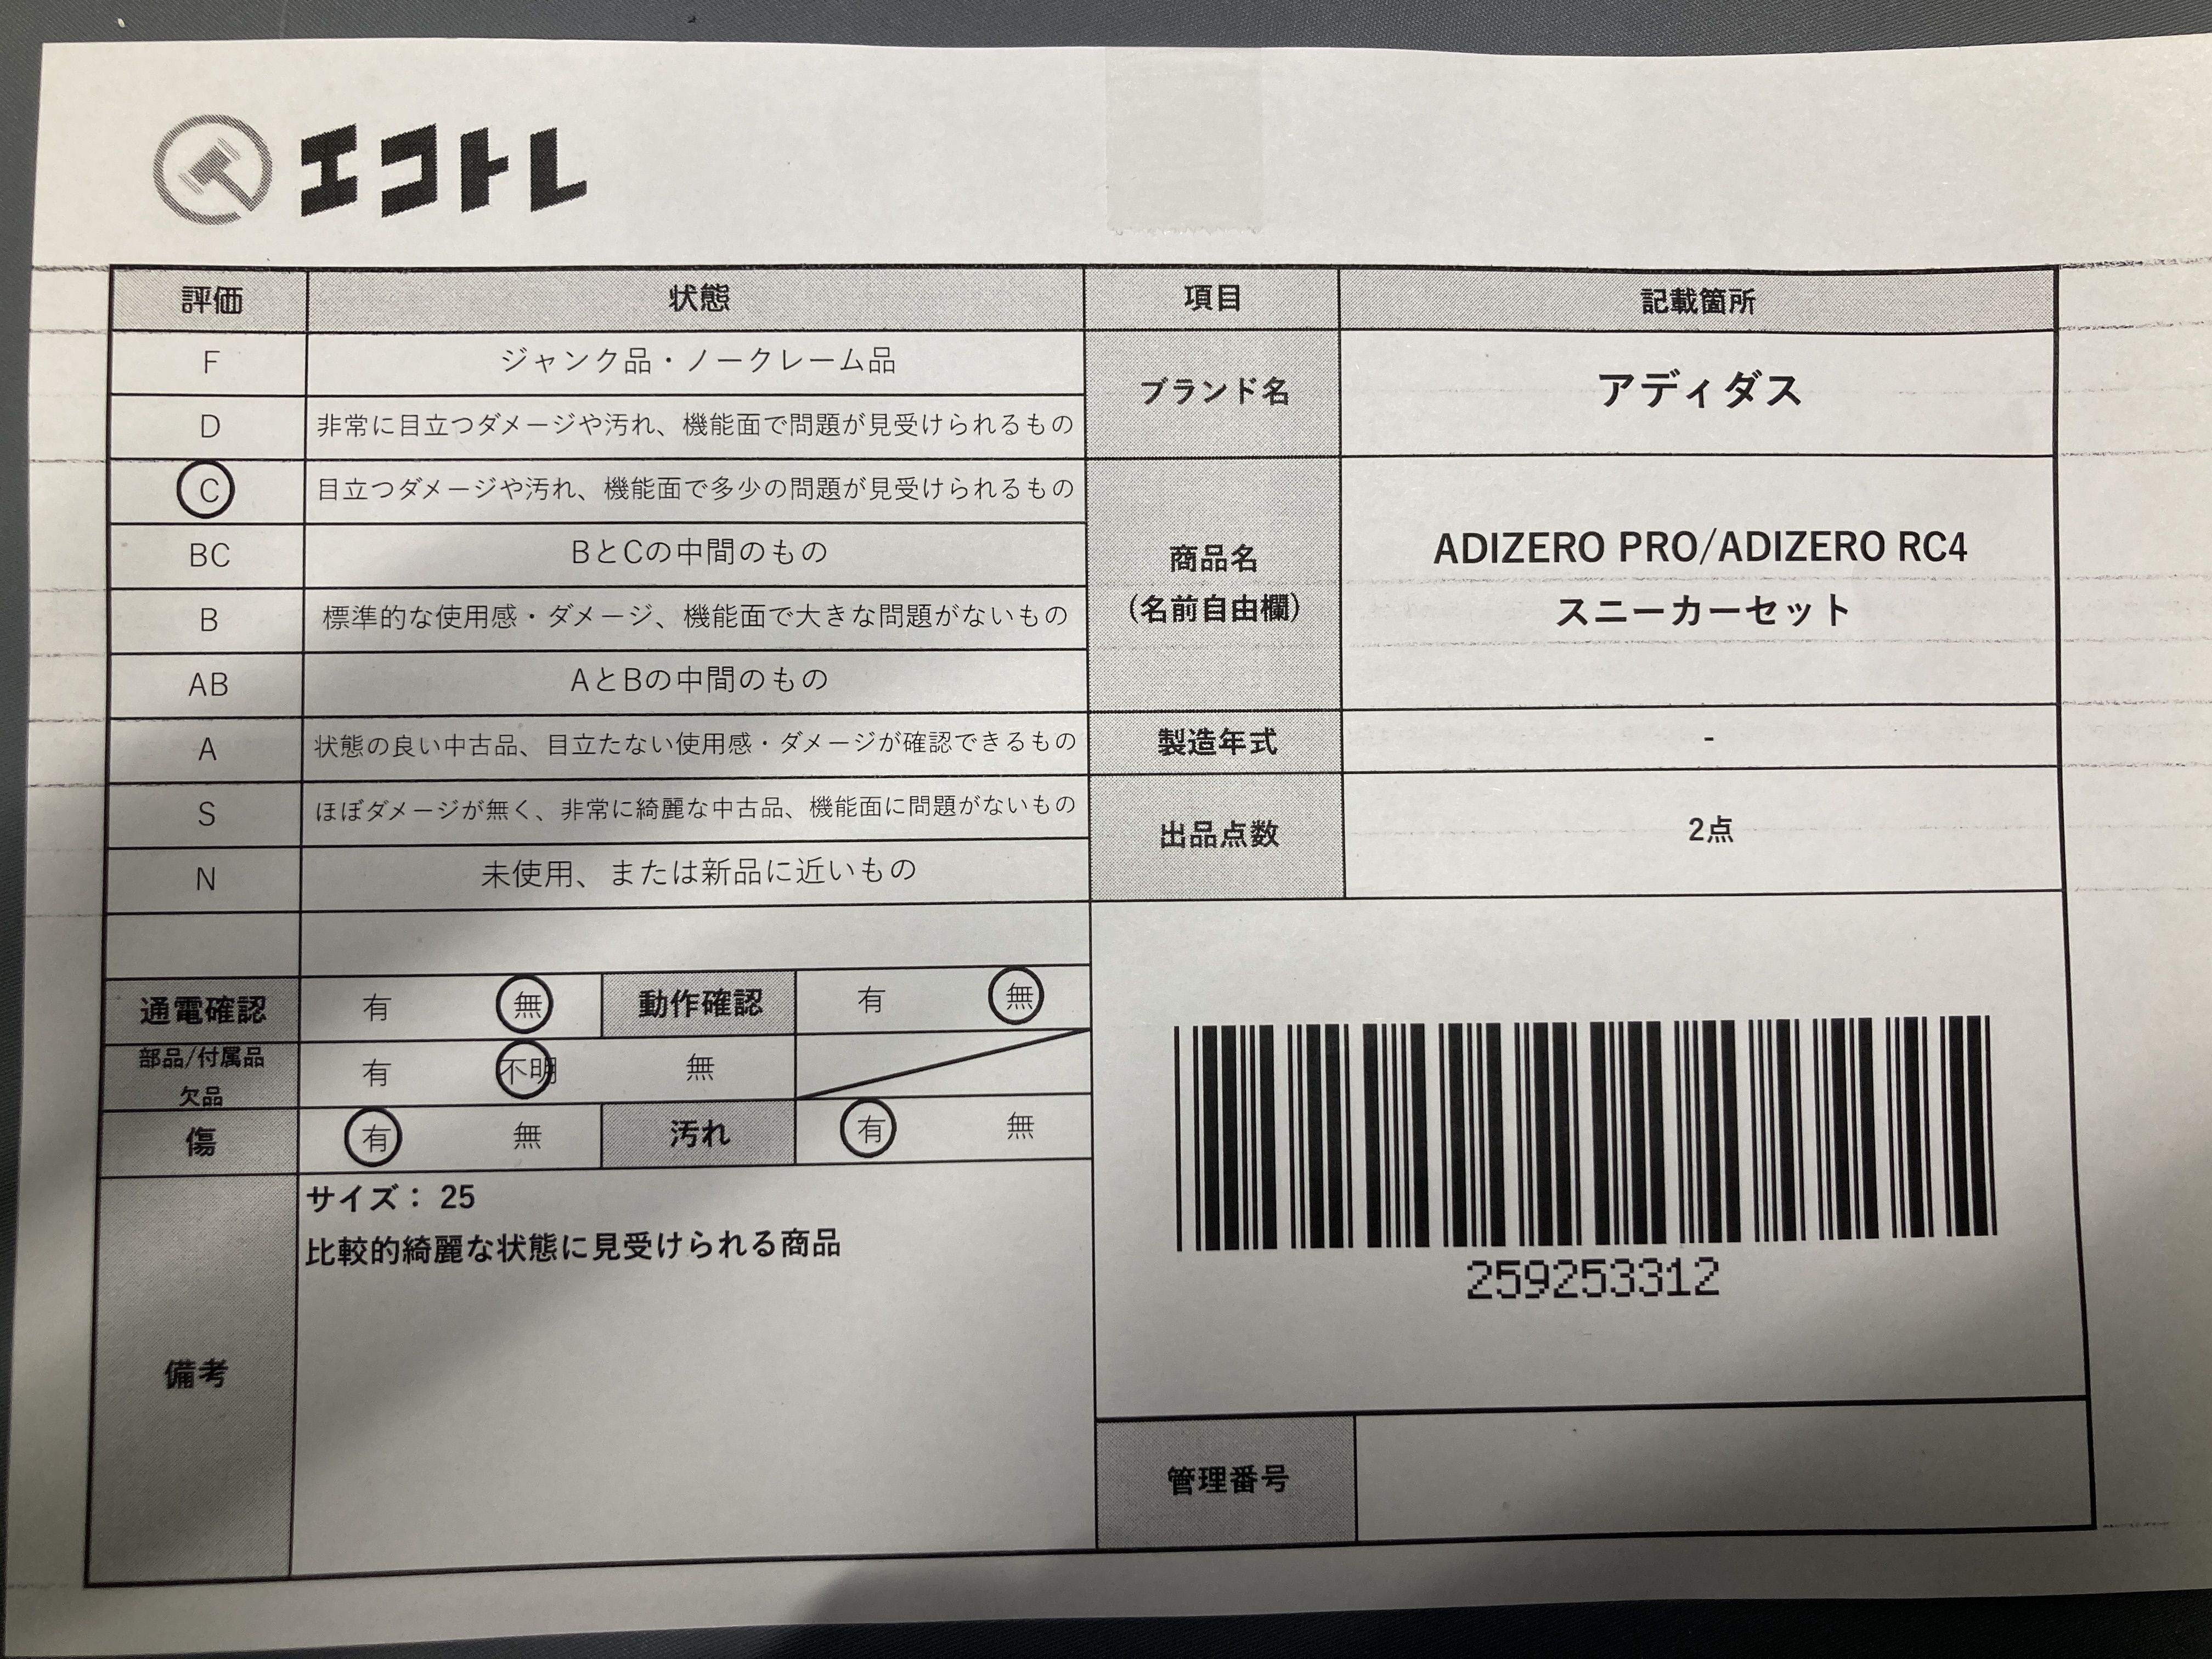 エコトレ
評価 状態 項目 記載箇所
F ジャンク品・ノークレーム品
D 非常に目立つダメージや汚れ、機能面で問題が見受けられるもの
ブランド名 アディダス
C 目立つダメージや汚れ、機能面で多少の問題が見受けられるもの
BC BとCの中間のもの
B 標準的な使用感・ダメージ、機能面で大きな問題がないもの
AB AとBの中間のもの
商品名
(名前自由欄)
ADIZERO PRO/ADIZERO RC4
スニーカーセット
A 状態の良い中古品、目立たない使用感・ダメージが確認できるもの
製造年式 -
S ほぼダメージが無く、非常に綺麗な中古品、機能面に問題がないもの
N 未使用、または新品に近いもの
出品点数 2点
通電確認 有 無 動作確認 有 無
部品/付属品
欠品
有 不明 無
傷 有 無 汚れ 有 無
備考
サイズ： 25
比較的綺麗な状態に見受けられる商品
259253312
管理番号